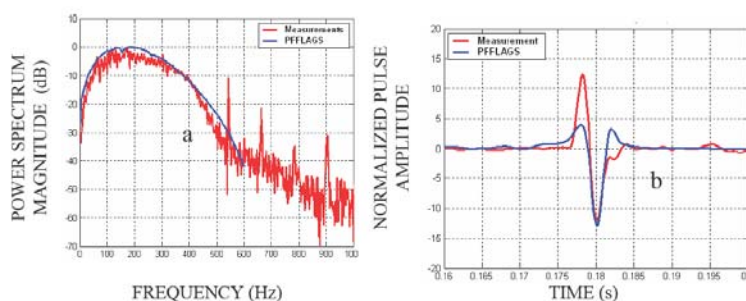 10
0
-10
-20
-30
-40
-50
-60
-70
POWER SPECTRUM
MAGNITUDE (dB)
Measurements
PFFLAGS
a
0 100 200 300 400 500 600 700 800 900 1000
FREQUENCY (Hz)
20
15
10
5
0
-5
-10
-15
-20
NORMALIZED PULSE
AMPLITUDE
Measurement
PFFLAGS
b
0.16 0.165 0.17 0.175 0.18 0.185 0.19 0.195
TIME (s)